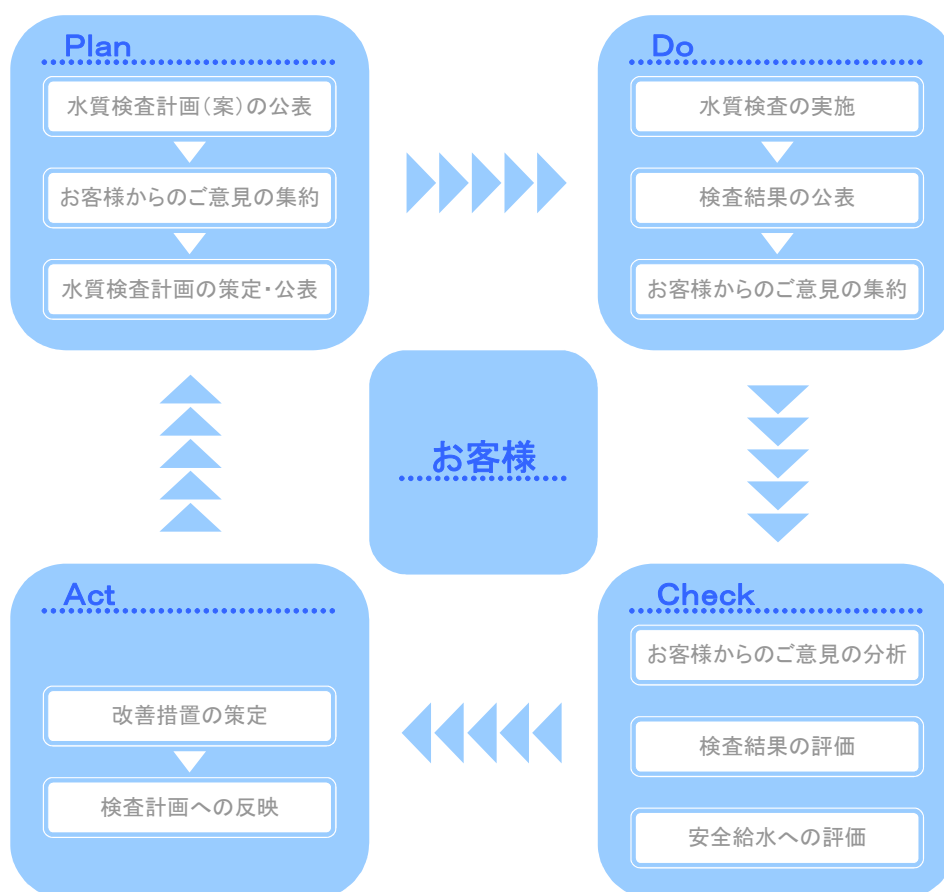 Plan
水質検査計画（案）の公表
お客様からのご意見の集約
水質検査計画の策定・公表
Do
水質検査の実施
検査結果の公表
お客様からのご意見の集約
お客様
Act
改善措置の策定
検査計画への反映
Check
お客様からのご意見の分析
検査結果の評価
安全給水への評価